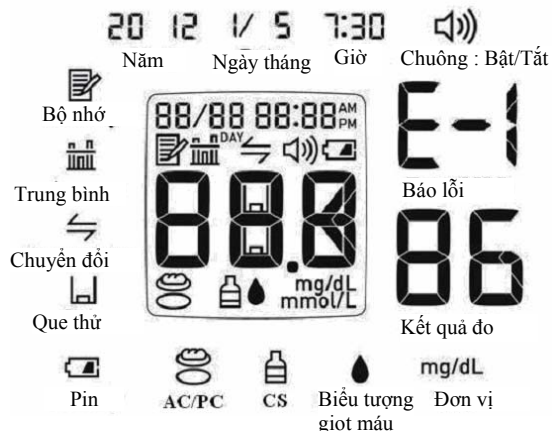 20 12 1/ 5 7:30
Năm Ngày tháng Giờ Chuông : Bật/Tắt
Bộ nhớ
Trung bình
Chuyển đổi
Que thử
88/88 88:88 AM PM
DAY
88.8
mg/dL
mmol/L
E-1
Báo lỗi
86
Kết quả đo
mg/dL
Pin AC/PC CS Biểu tượng Đơn vị
giọt máu